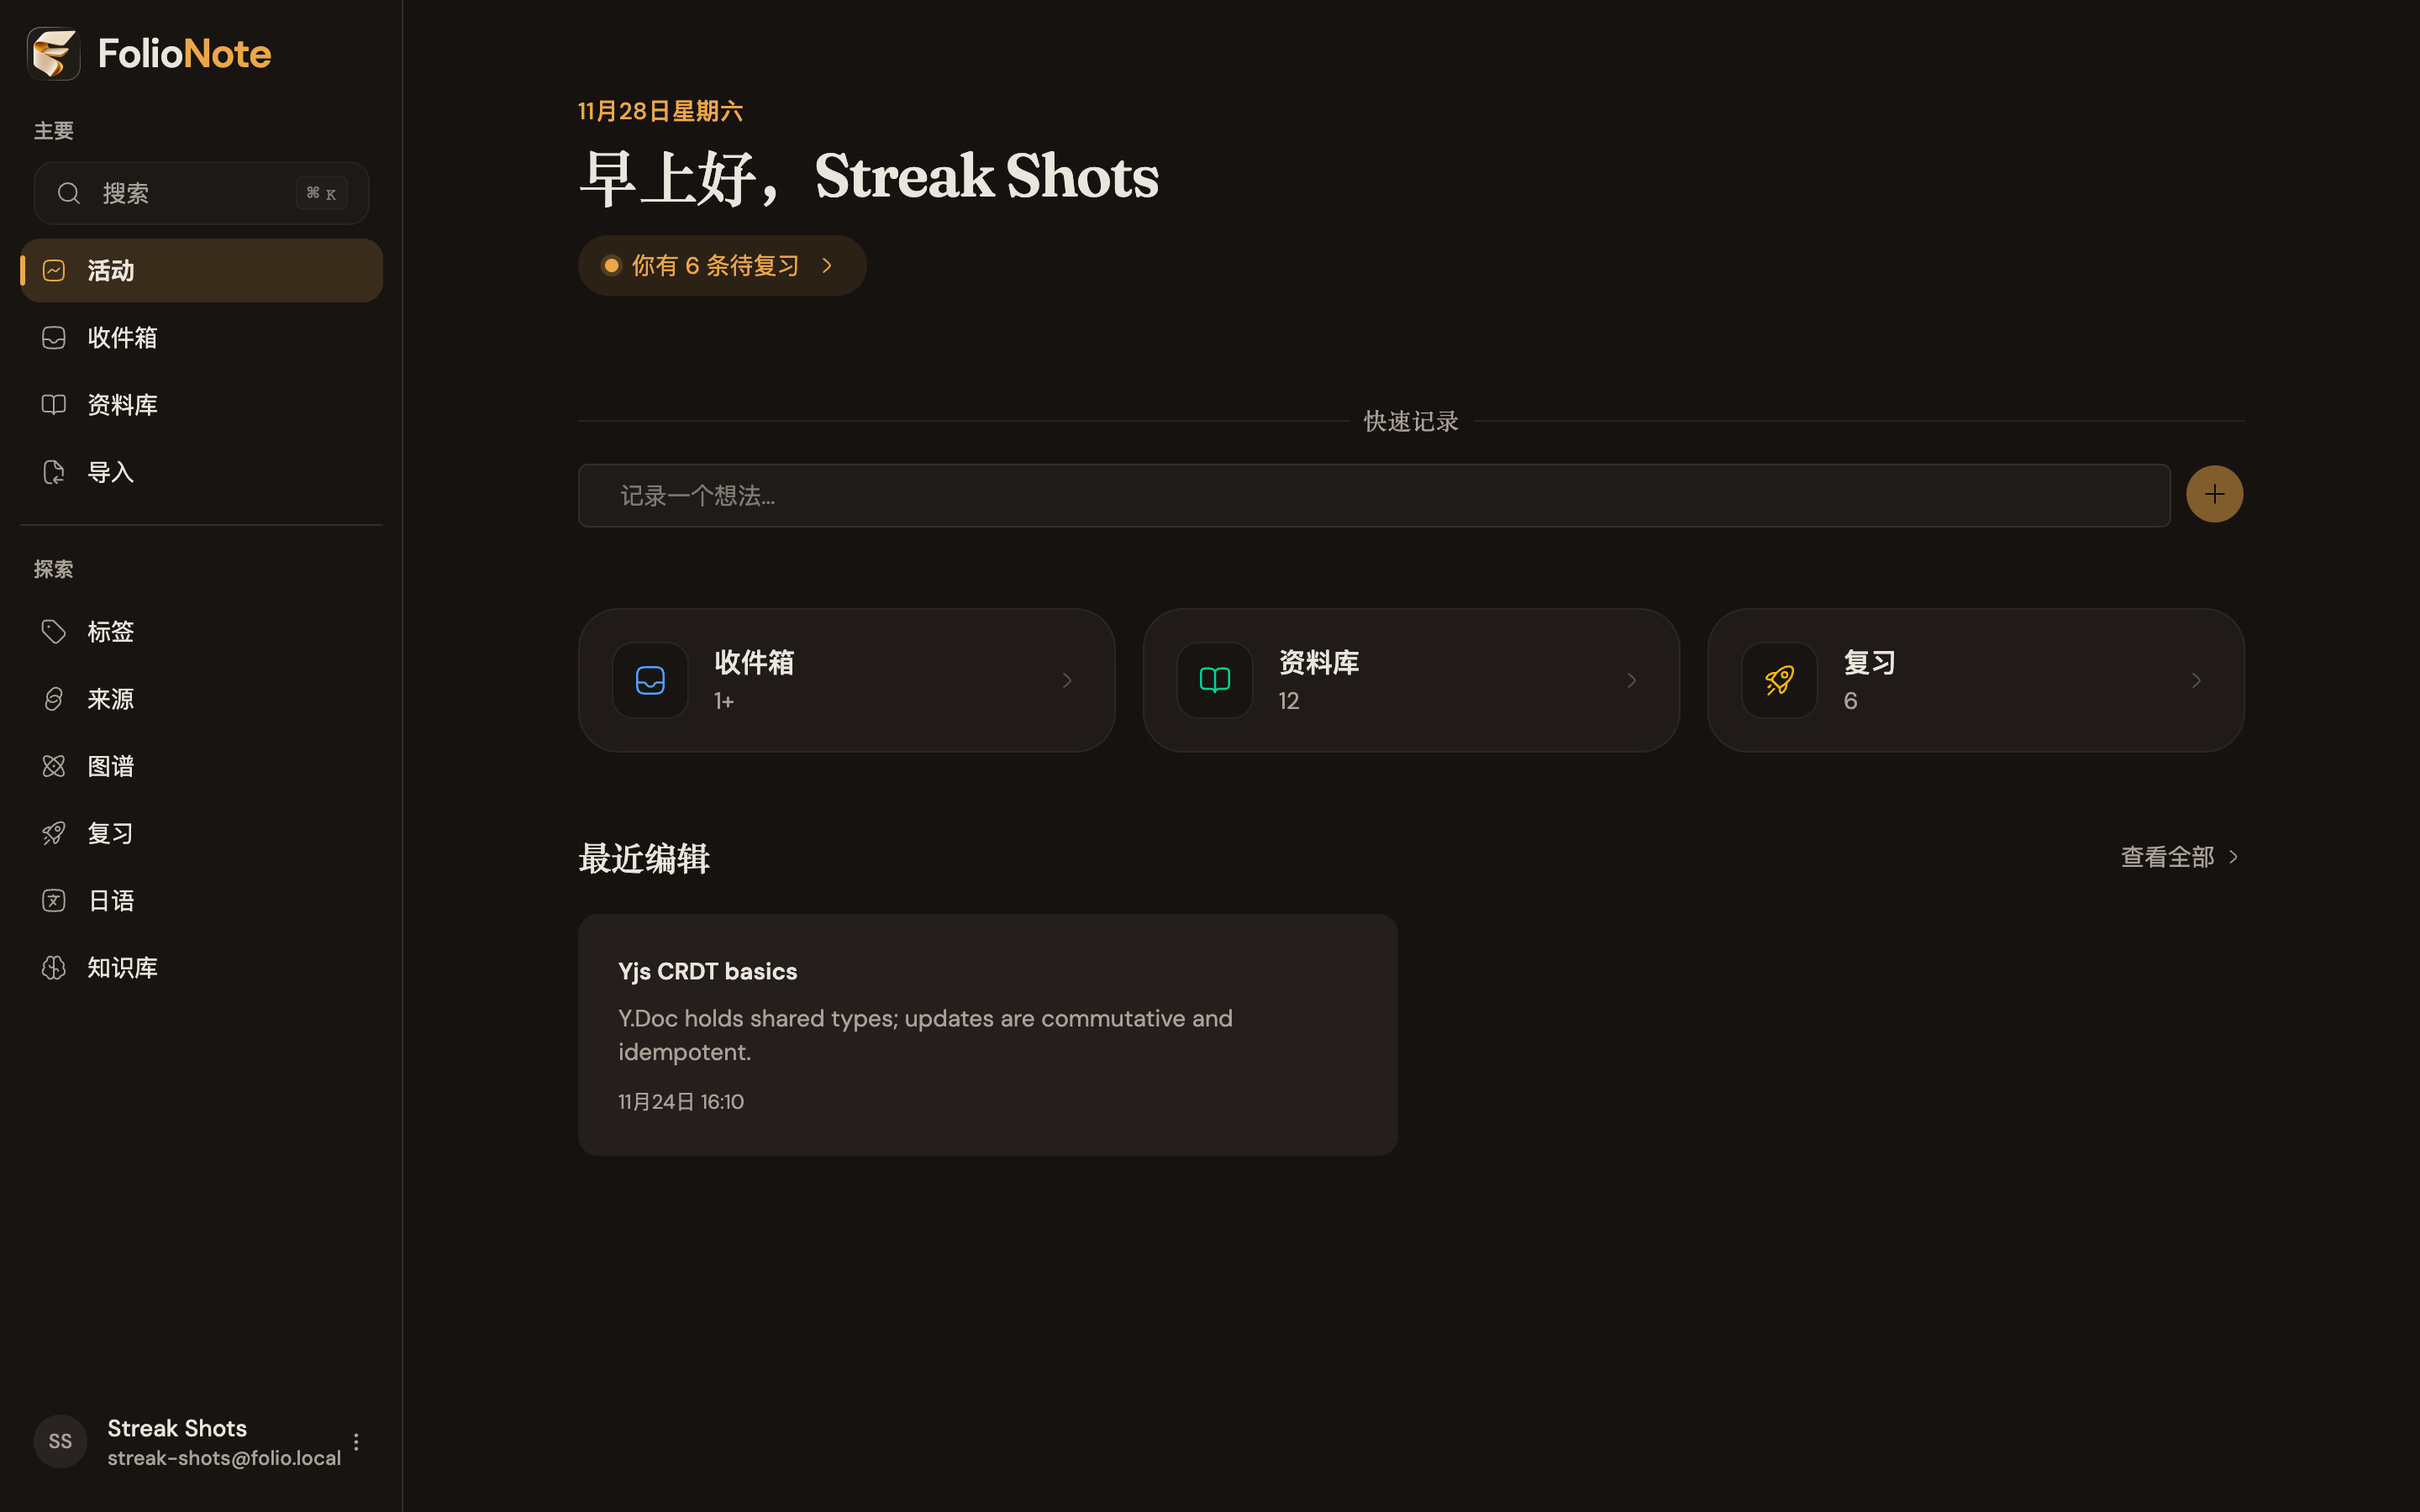 FolioNote
主要
搜索 ⌘ K
活动
收件箱
资料库
导入
探索
标签
来源
图谱
复习
日语
知识库
SS
Streak Shots
streak-shots@folio.local
11月28日星期六
早上好，Streak Shots
你有 6 条待复习
快速记录
记录一个想法...
收件箱
1+
资料库
12
复习
6
最近编辑
查看全部
Yjs CRDT basics
Y.Doc holds shared types; updates are commutative and
idempotent.
11月24日 16:10